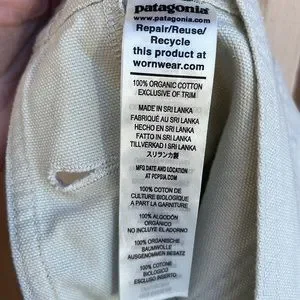 patagonia
www.patagonia.com
Repair/Reuse/
Recycle
this product at
wornwear.com
100% ORGANIC COTTON
EXCLUSIVE OF TRIM
MADE IN SRI LANKA
FABRIQUÉ AU SRI LANKA
HECHO EN SRI LANKA
FATTO IN SRI LANKA
TILLVERKAD I SRI LANKA
スリランカ製
MFG DATE AND LOCATION
AT PCPSIA.COM
100% COTON DE
CULTURE BIOLOGIQUE
A PART LA GARNITURE
100% ALGODÓN
ORGÁNICO
NO INCLUYE EL ADORNO
100% ORGANISCHE
BAUMWOLLE
AUSGENOMMEN BESATZ
100% COTONE
BIOLOGICO
ESCLUSO INSERTO